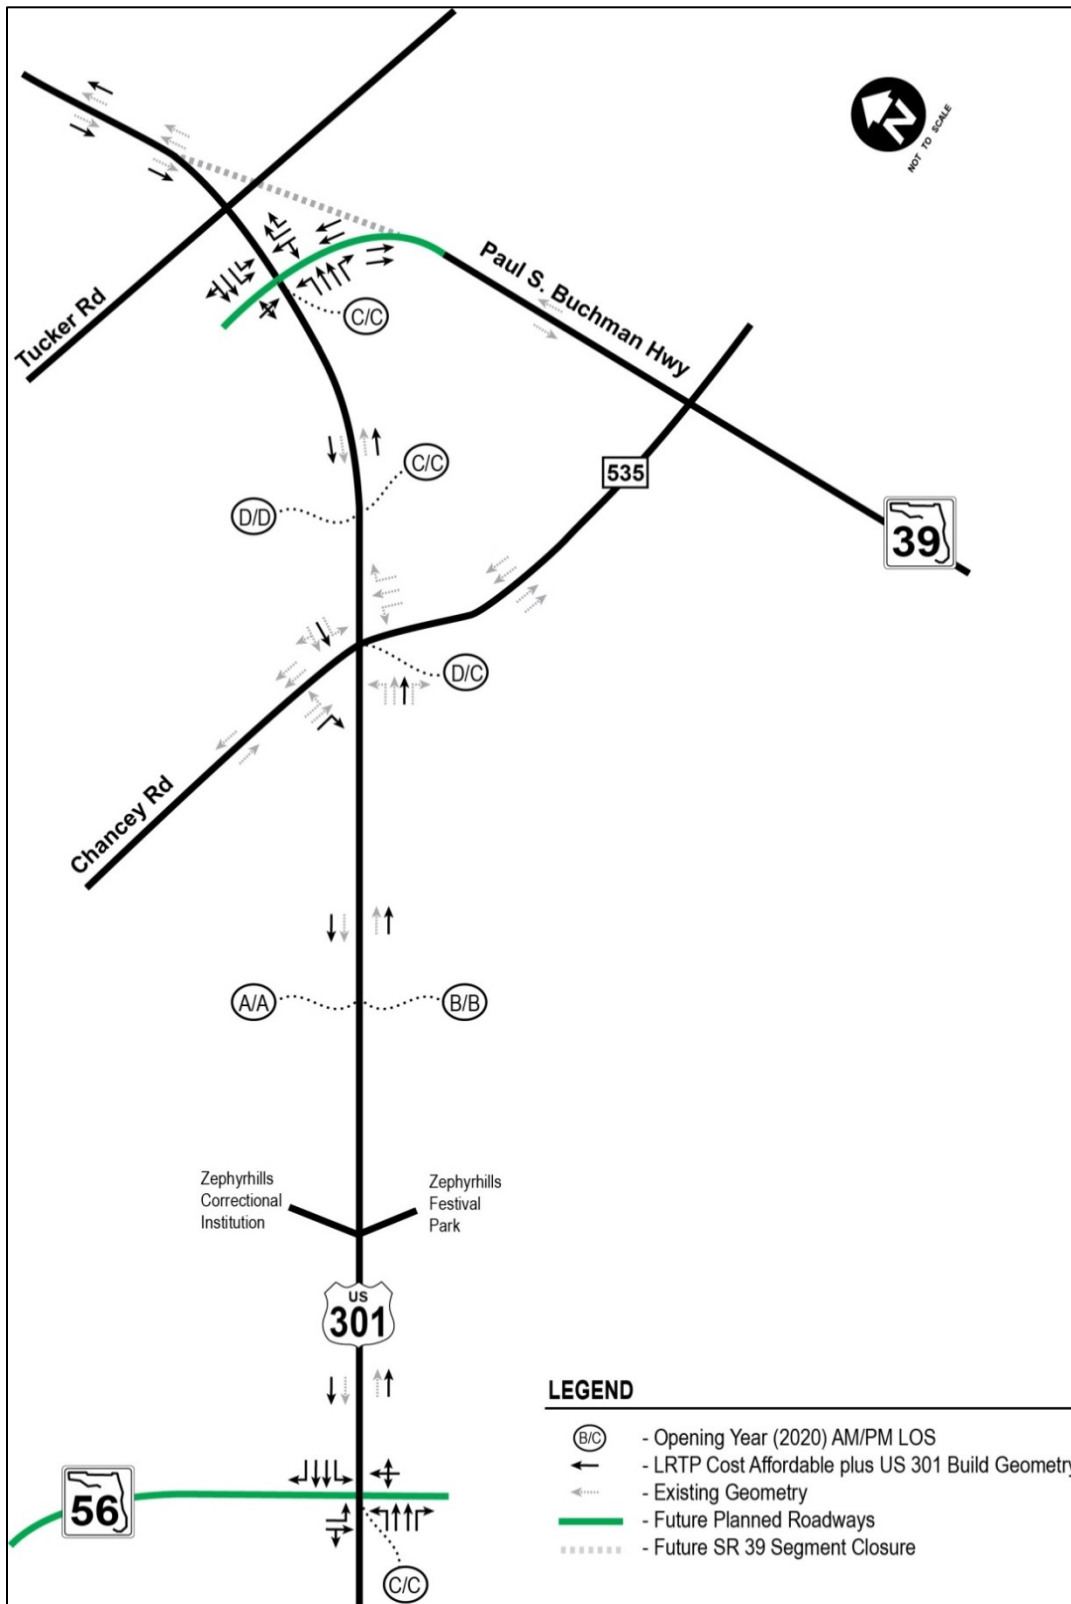 N
NOT TO SCALE
Tucker Rd
Paul S. Buchman Hwy
C/C
C/C
535
D/D
39
D/C
Chancey Rd
A/A
B/B
Zephyrhills
Correctional
Institution
Zephyrhills
Festival
Park
US
301
LEGEND
B/C - Opening Year (2020) AM/PM LOS
- LRTP Cost Affordable plus US 301 Build Geometry
- Existing Geometry
- Future Planned Roadways
- Future SR 39 Segment Closure
56
C/C